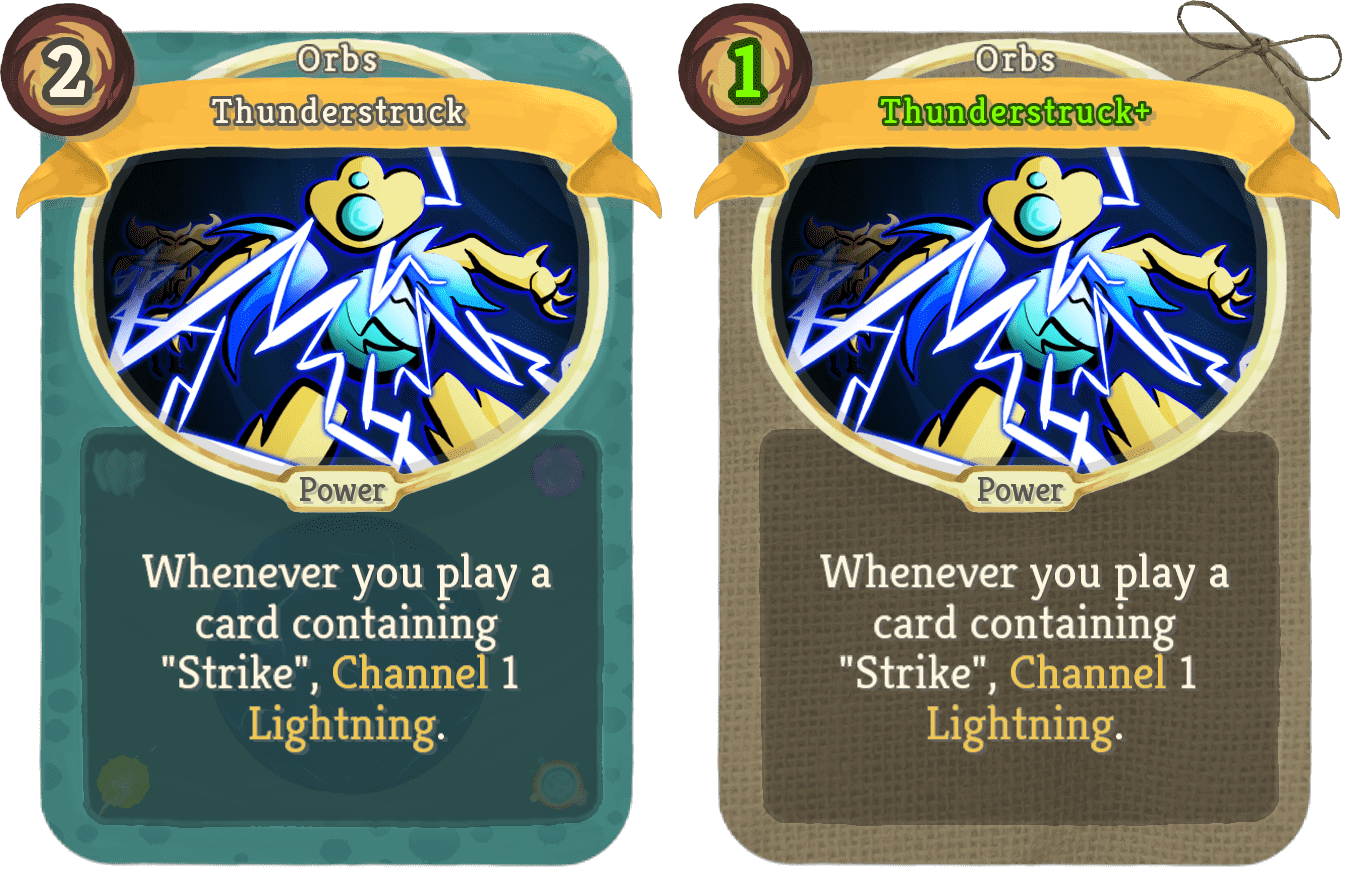 2
Orbs
Thunderstruck
Power
Whenever you play a
card containing
"Strike", Channel 1
Lightning.
1
Orbs
Thunderstruck+
Power
Whenever you play a
card containing
"Strike", Channel 1
Lightning.